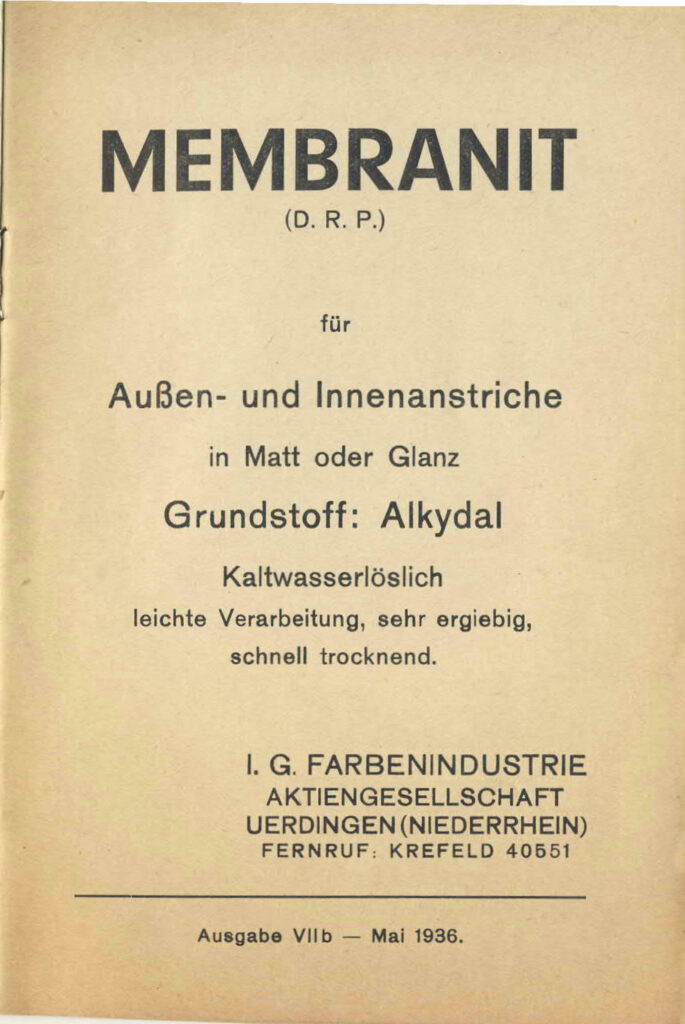 MEMBRANIT
(D. R. P.)
für
Außen- und Innenanstriche
in Matt oder Glanz
Grundstoff: Alkydal
Kaltwasserlöslich
leichte Verarbeitung, sehr ergiebig,
schnell trocknend.
I. G. FARBENINDUSTRIE
AKTIENGESELLSCHAFT
UERDINGEN (NIEDERRHEIN)
FERNRUF: KREFELD 40551
Ausgabe VIIb — Mai 1936.